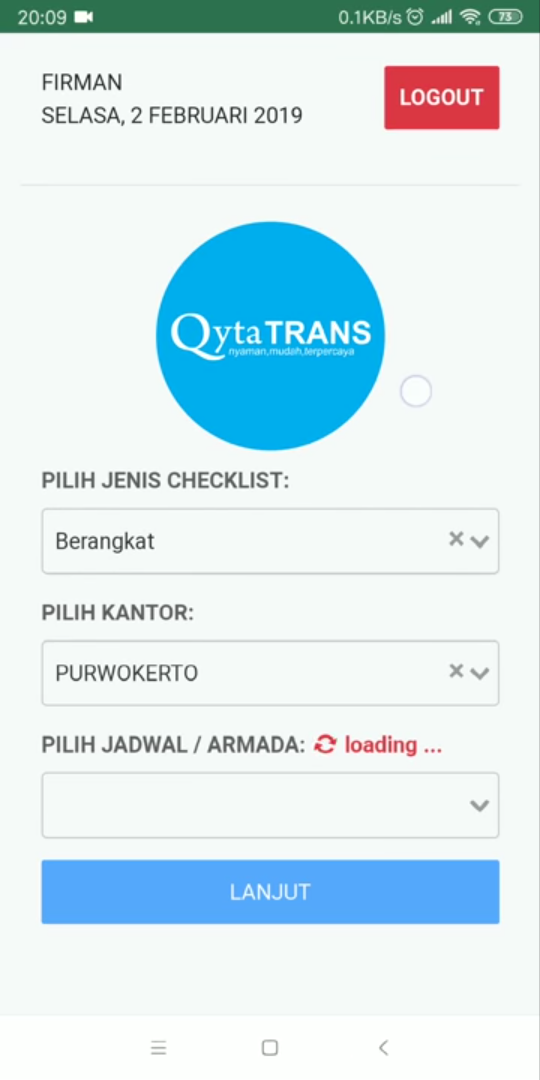 20:09
0.1KB/s
73
FIRMAN
SELASA, 2 FEBRUARI 2019
LOGOUT
QytaTRANS
nyaman,mudah,terpercaya
PILIH JENIS CHECKLIST:
Berangkat
PILIH KANTOR:
PURWOKERTO
PILIH JADWAL / ARMADA: loading ...
LANJUT